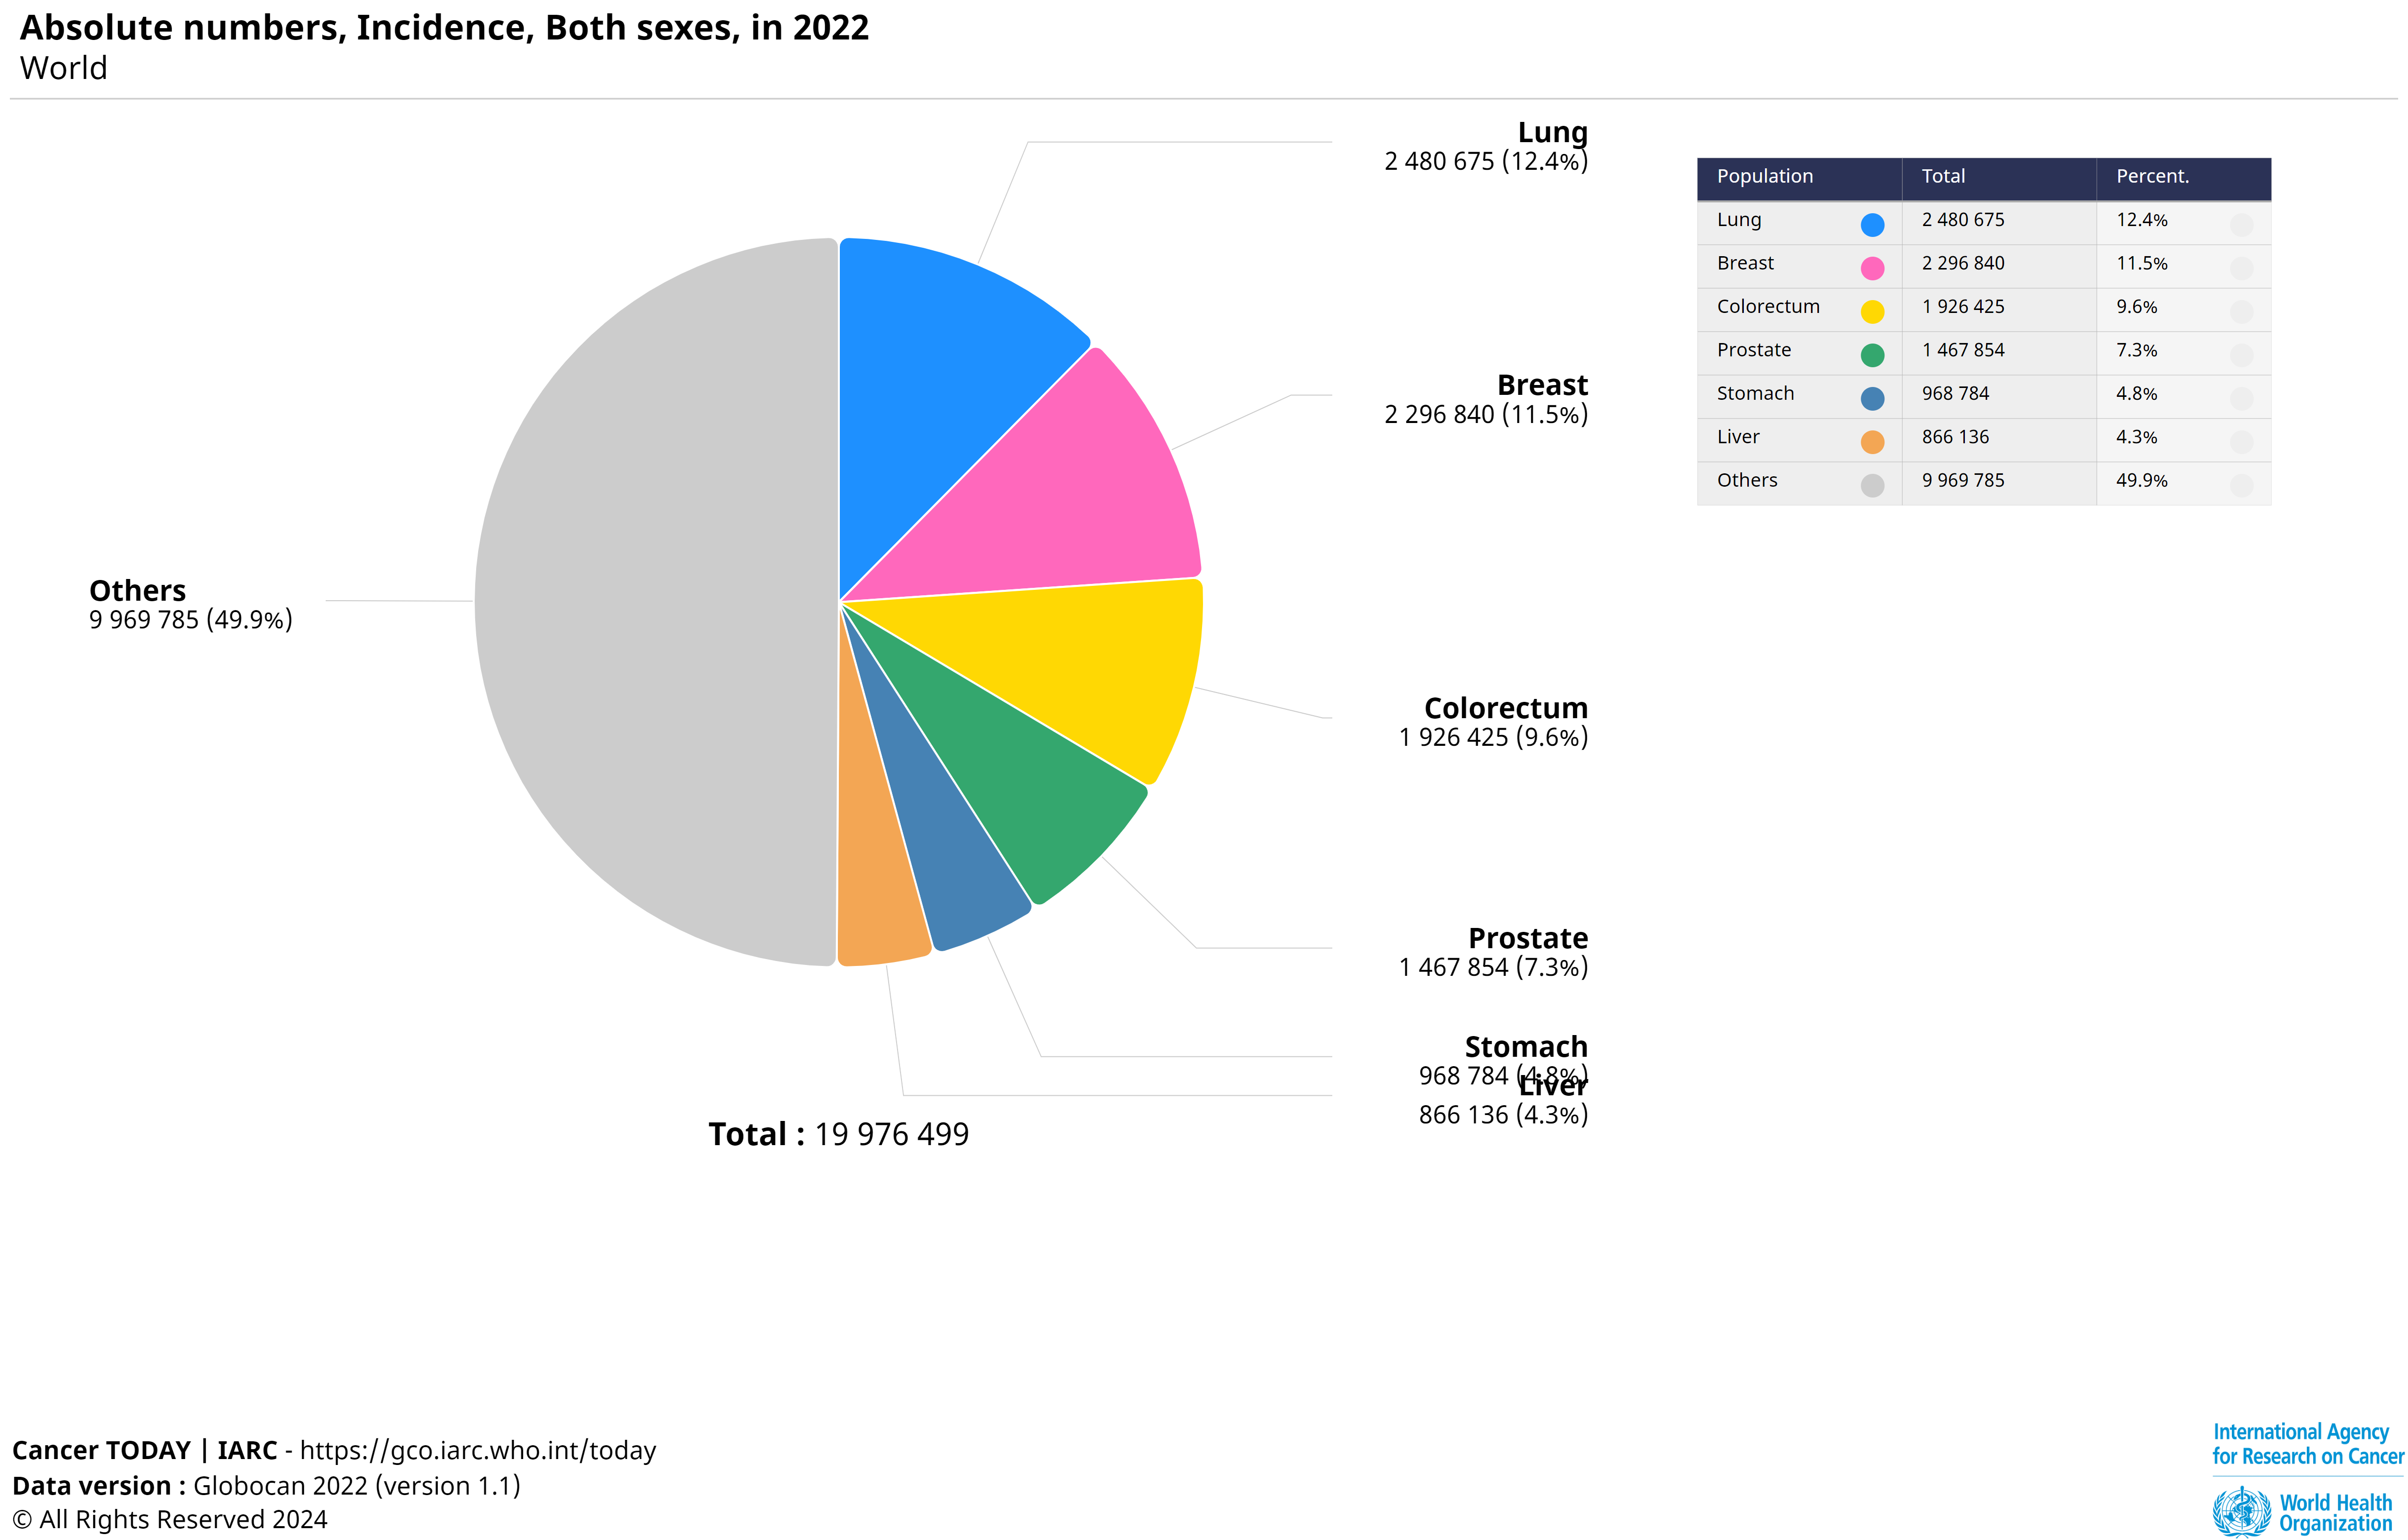 Absolute numbers, Incidence, Both sexes, in 2022
World
Lung
2 480 675 (12.4%)
Breast
2 296 840 (11.5%)
Colorectum
1 926 425 (9.6%)
Prostate
1 467 854 (7.3%)
Stomach
968 784 (4.8%)
Liver
866 136 (4.3%)
Others
9 969 785 (49.9%)
Total : 19 976 499
Population Total Percent.
Lung 2 480 675 12.4%
Breast 2 296 840 11.5%
Colorectum 1 926 425 9.6%
Prostate 1 467 854 7.3%
Stomach 968 784 4.8%
Liver 866 136 4.3%
Others 9 969 785 49.9%
Cancer TODAY | IARC - https://gco.iarc.who.int/today
Data version : Globocan 2022 (version 1.1)
© All Rights Reserved 2024
International Agency
for Research on Cancer
World Health
Organization